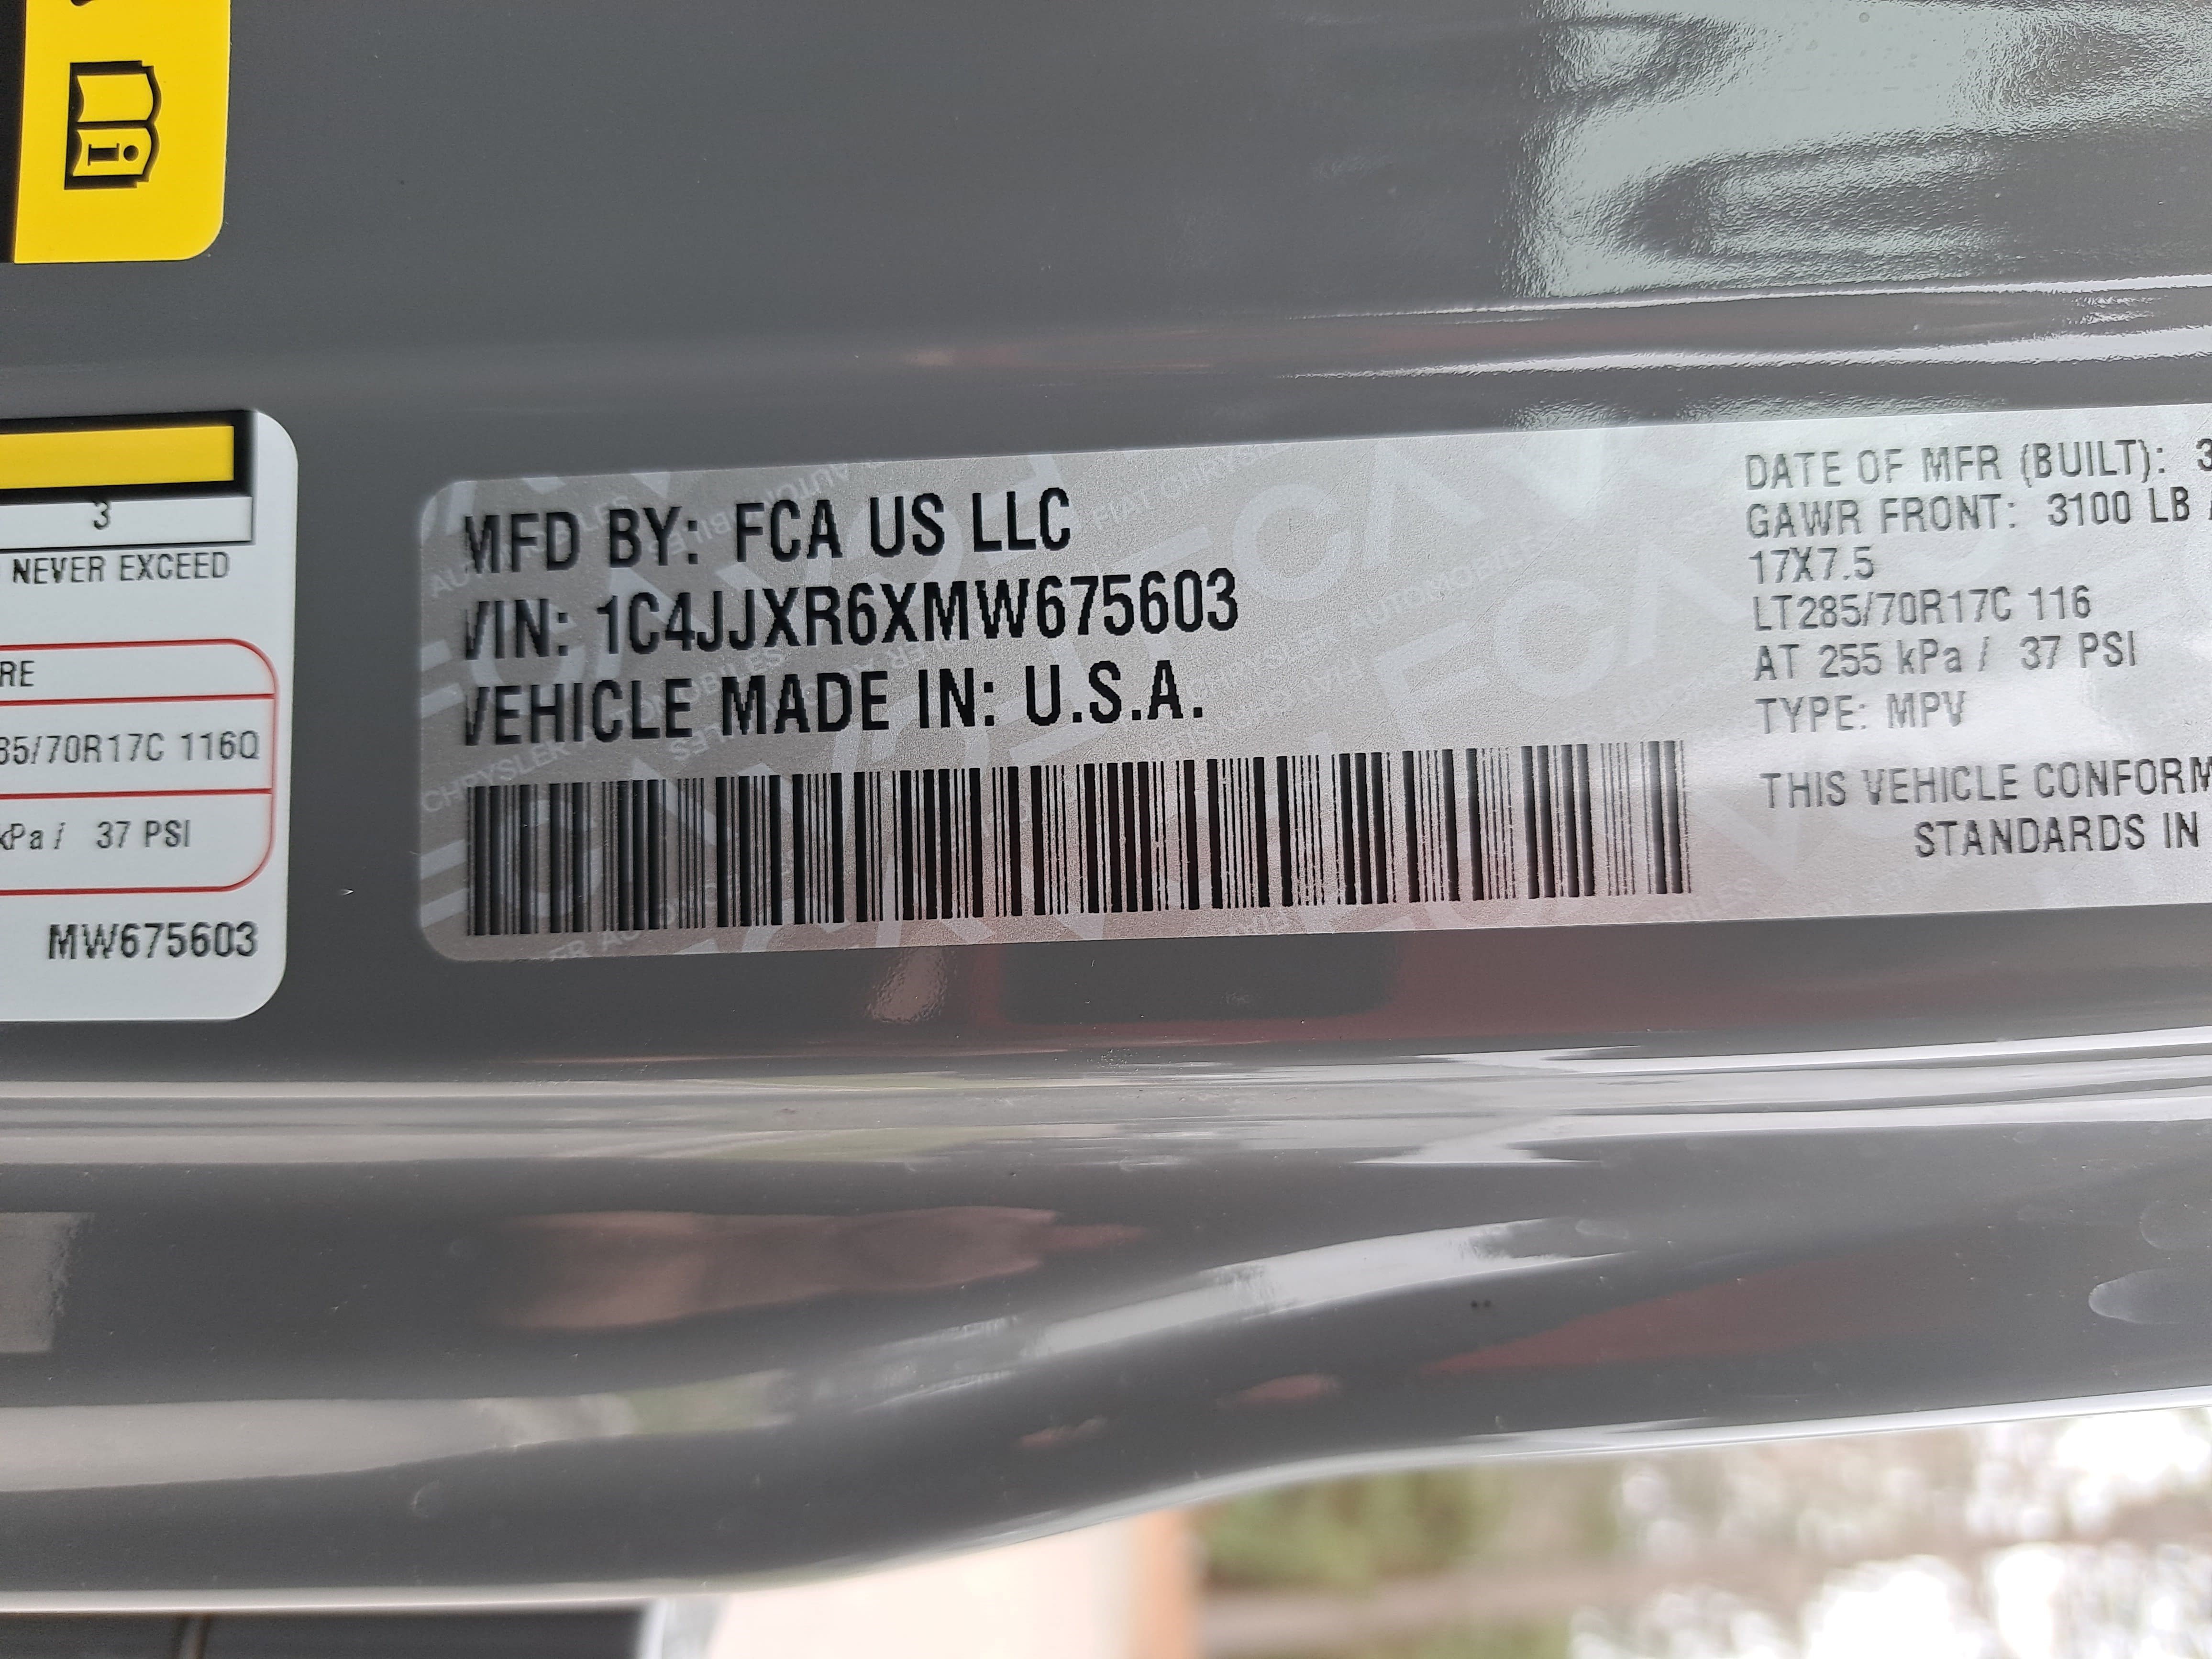 3
NEVER EXCEED
RE
85/70R17C 116Q
kPa / 37 PSI
MW675603
MFD BY: FCA US LLC
VIN: 1C4JJXR6XMW675603
VEHICLE MADE IN: U.S.A.
DATE OF MFR (BUILT): 3
GAWR FRONT: 3100 LB
17X7.5
LT285/70R17C 116
AT 255 kPa / 37 PSI
TYPE: MPV
THIS VEHICLE CONFORM
STANDARDS IN